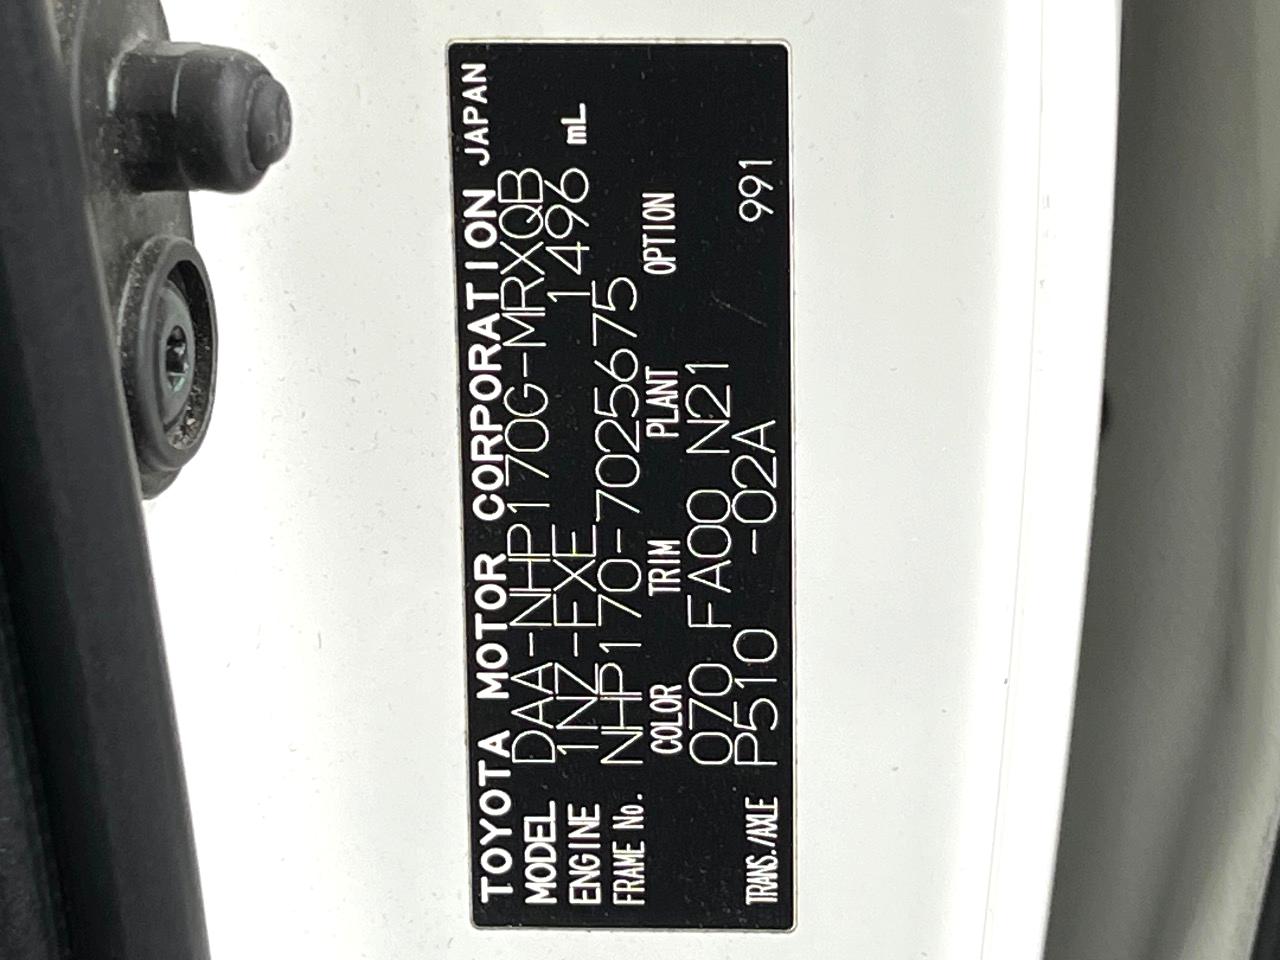 TOYOTA MOTOR CORPORATION JAPAN
MODEL DAA-NHP170G-MRXQB
ENGINE 1NZ-FXE 1496 mL
FRAME No. NHP170-7025675
COLOR TRIM PLANT OPTION
070 FA00 N21
TRANS./AXLE P510 -02A 991